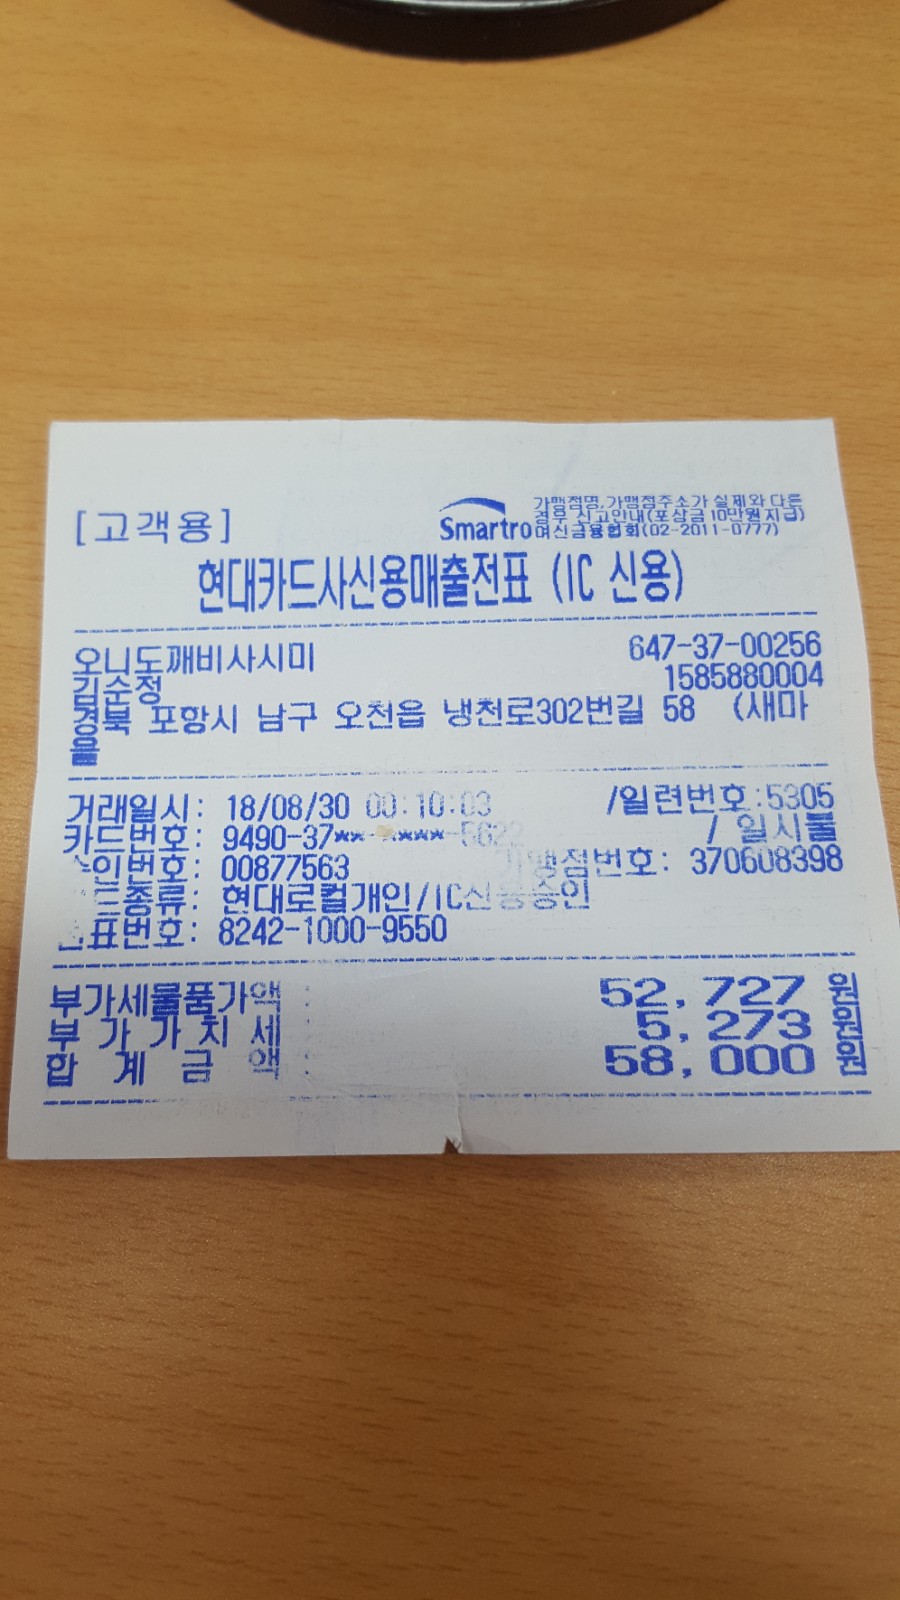 [고객용]
Smartro
가맹점명,가맹점주소가 실제와 다른
경우 신고안내(포상금 10만원 지급)
여신금융협회(02-2011-0777)
현대카드사신용매출전표 (IC 신용)
오니도깨비사시미 647-37-00256
김순정 1585880004
경북 포항시 남구 오천읍 냉천로302번길 58 (새마
을
거래일시: 18/08/30 00:10:03 /일련번호:5305
카드번호: 9490-37**-****-562 / 일시불
승인번호: 00877563 가맹점번호: 370608398
카드종류: 현대로컬개인/IC신용승인
전표번호: 8242-1000-9550
부가세물품가액 : 52,727 원
부 가 가 치 세 : 5,273 원
합 계 금 액 : 58,000 원